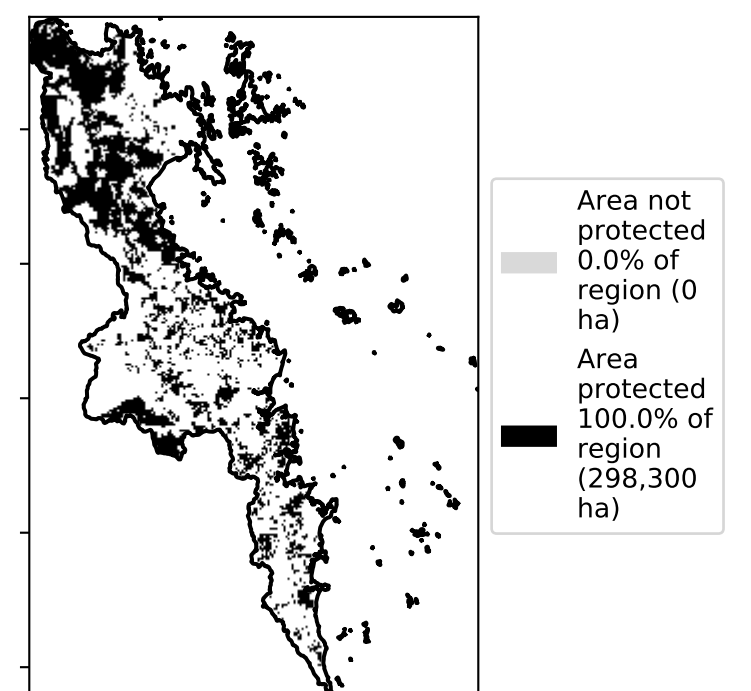 Area not
protected
0.0% of
region (0
ha)
Area
protected
100.0% of
region
(298,300
ha)